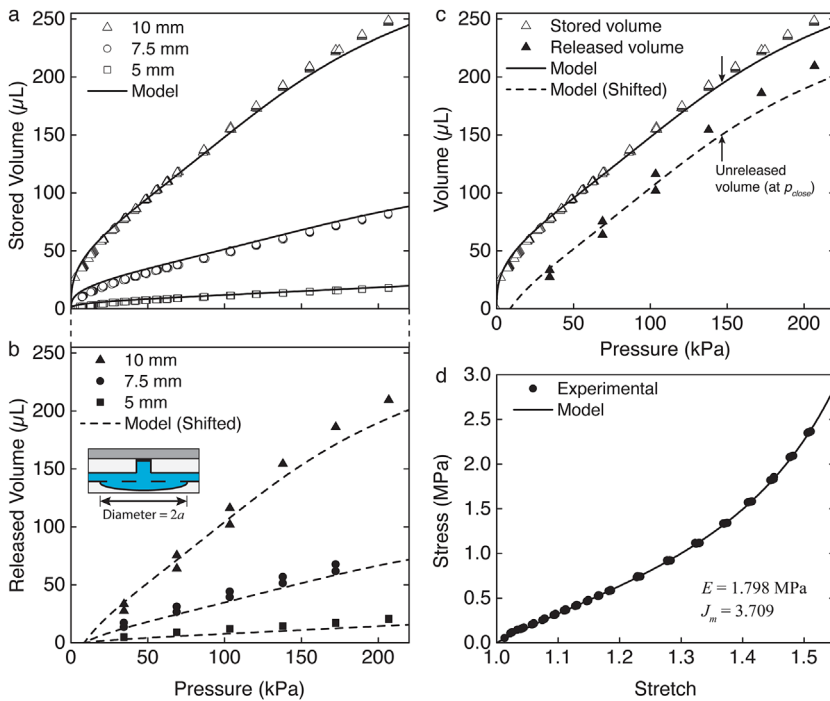 a
10 mm
7.5 mm
5 mm
Model
Stored Volume (μL)
250
200
150
100
50
0
b
10 mm
7.5 mm
5 mm
Model (Shifted)
Diameter = 2a
Released Volume (μL)
250
200
150
100
50
0
0 50 100 150 200
Pressure (kPa)
c
Stored volume
Released volume
Model
Model (Shifted)
Unreleased
volume (at pclose)
Volume (μL)
250
200
150
100
50
0
0 50 100 150 200
Pressure (kPa)
d
Experimental
Model
E = 1.798 MPa
Jm = 3.709
Stress (MPa)
3.0
2.5
2.0
1.5
1.0
0.5
0.0
1.0 1.1 1.2 1.3 1.4 1.5
Stretch